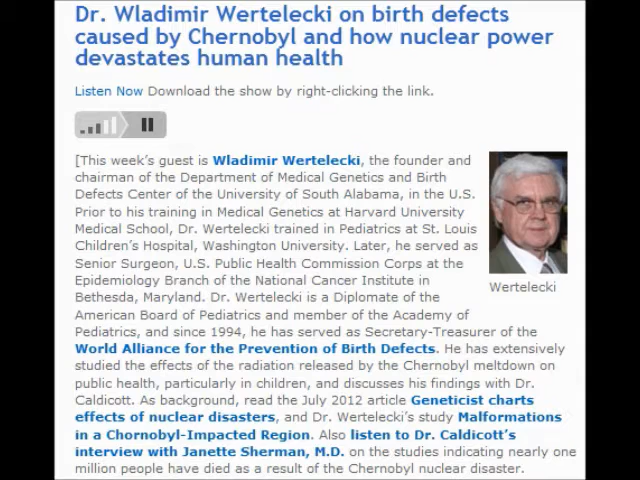 Dr. Wladimir Wertelecki on birth defects
caused by Chernobyl and how nuclear power
devastates human health
Listen Now Download the show by right-clicking the link.
[This week's guest is Wladimir Wertelecki, the founder and
chairman of the Department of Medical Genetics and Birth
Defects Center of the University of South Alabama, in the U.S.
Prior to his training in Medical Genetics at Harvard University
Medical School, Dr. Wertelecki trained in Pediatrics at St. Louis
Children's Hospital, Washington University. Later, he served as
Senior Surgeon, U.S. Public Health Commission Corps at the
Epidemiology Branch of the National Cancer Institute in
Bethesda, Maryland. Dr. Wertelecki is a Diplomate of the
American Board of Pediatrics and member of the Academy of
Pediatrics, and since 1994, he has served as Secretary-Treasurer of the
World Alliance for the Prevention of Birth Defects. He has extensively
studied the effects of the radiation released by the Chernobyl meltdown on
public health, particularly in children, and discusses his findings with Dr.
Caldicott. As background, read the July 2012 article Geneticist charts
effects of nuclear disasters, and Dr. Wertelecki's study Malformations
in a Chornobyl-Impacted Region. Also listen to Dr. Caldicott's
interview with Janette Sherman, M.D. on the studies indicating nearly one
million people have died as a result of the Chernobyl nuclear disaster.
Wertelecki